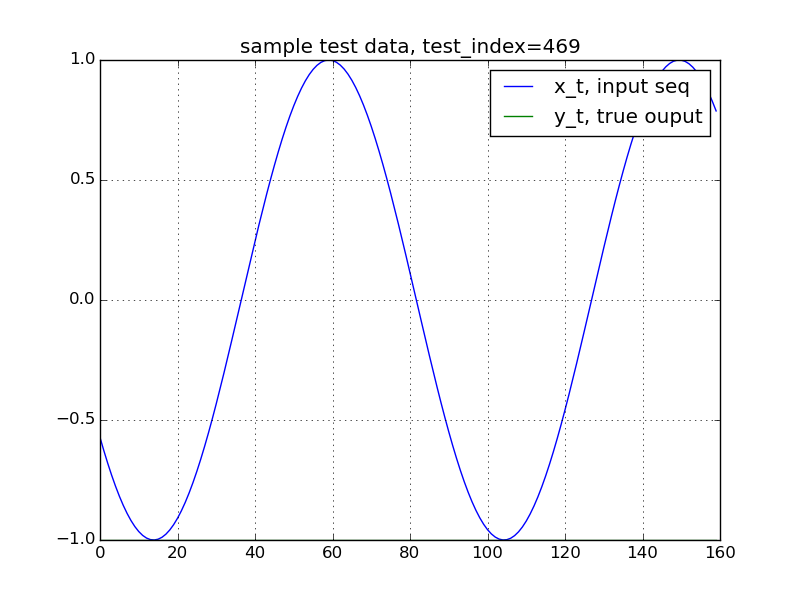 sample test data, test_index=469
x_t, input seq
y_t, true ouput
1.0
0.5
0.0
−0.5
−1.0
0 20 40 60 80 100 120 140 160